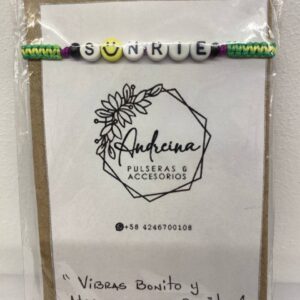 SONRIE
Andreina
PULSERAS &
ACCESORIOS
+58 4246700108
"VIBRAS BONITO Y